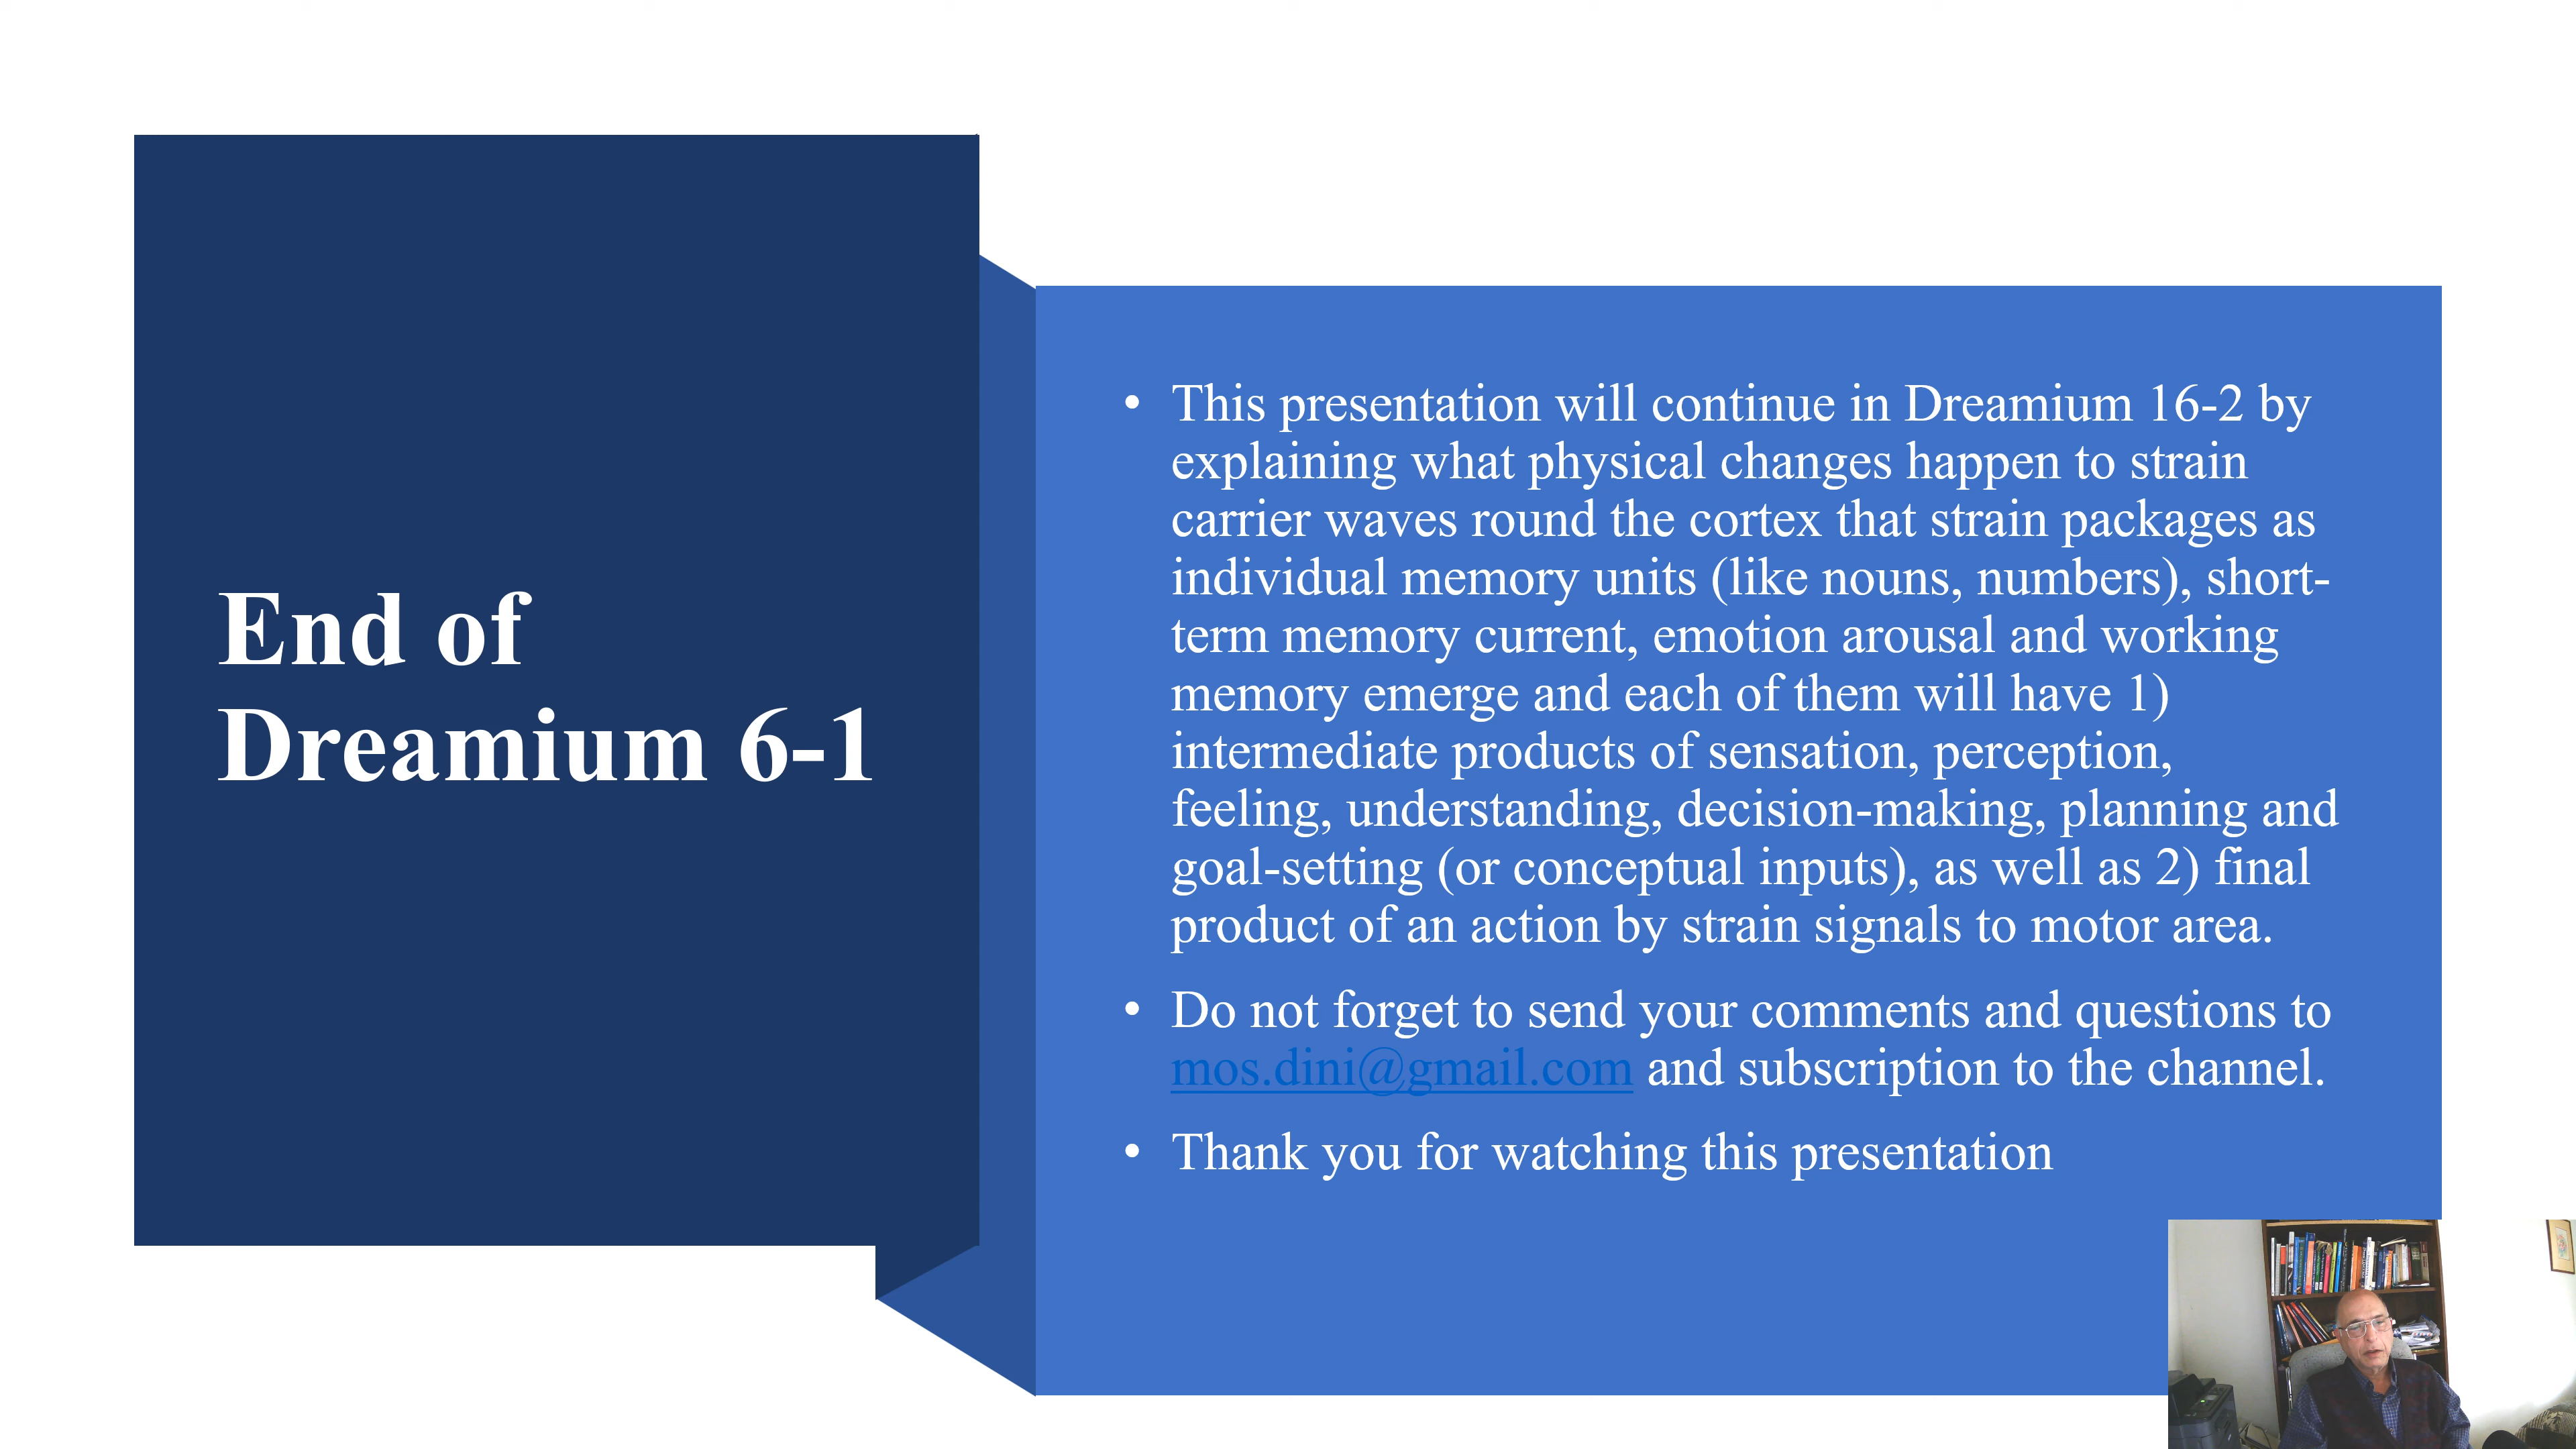 End of
Dreamium 6-1
• This presentation will continue in Dreamium 16-2 by
explaining what physical changes happen to strain
carrier waves round the cortex that strain packages as
individual memory units (like nouns, numbers), short-
term memory current, emotion arousal and working
memory emerge and each of them will have 1)
intermediate products of sensation, perception,
feeling, understanding, decision-making, planning and
goal-setting (or conceptual inputs), as well as 2) final
product of an action by strain signals to motor area.
• Do not forget to send your comments and questions to
mos.dini@gmail.com and subscription to the channel.
• Thank you for watching this presentation